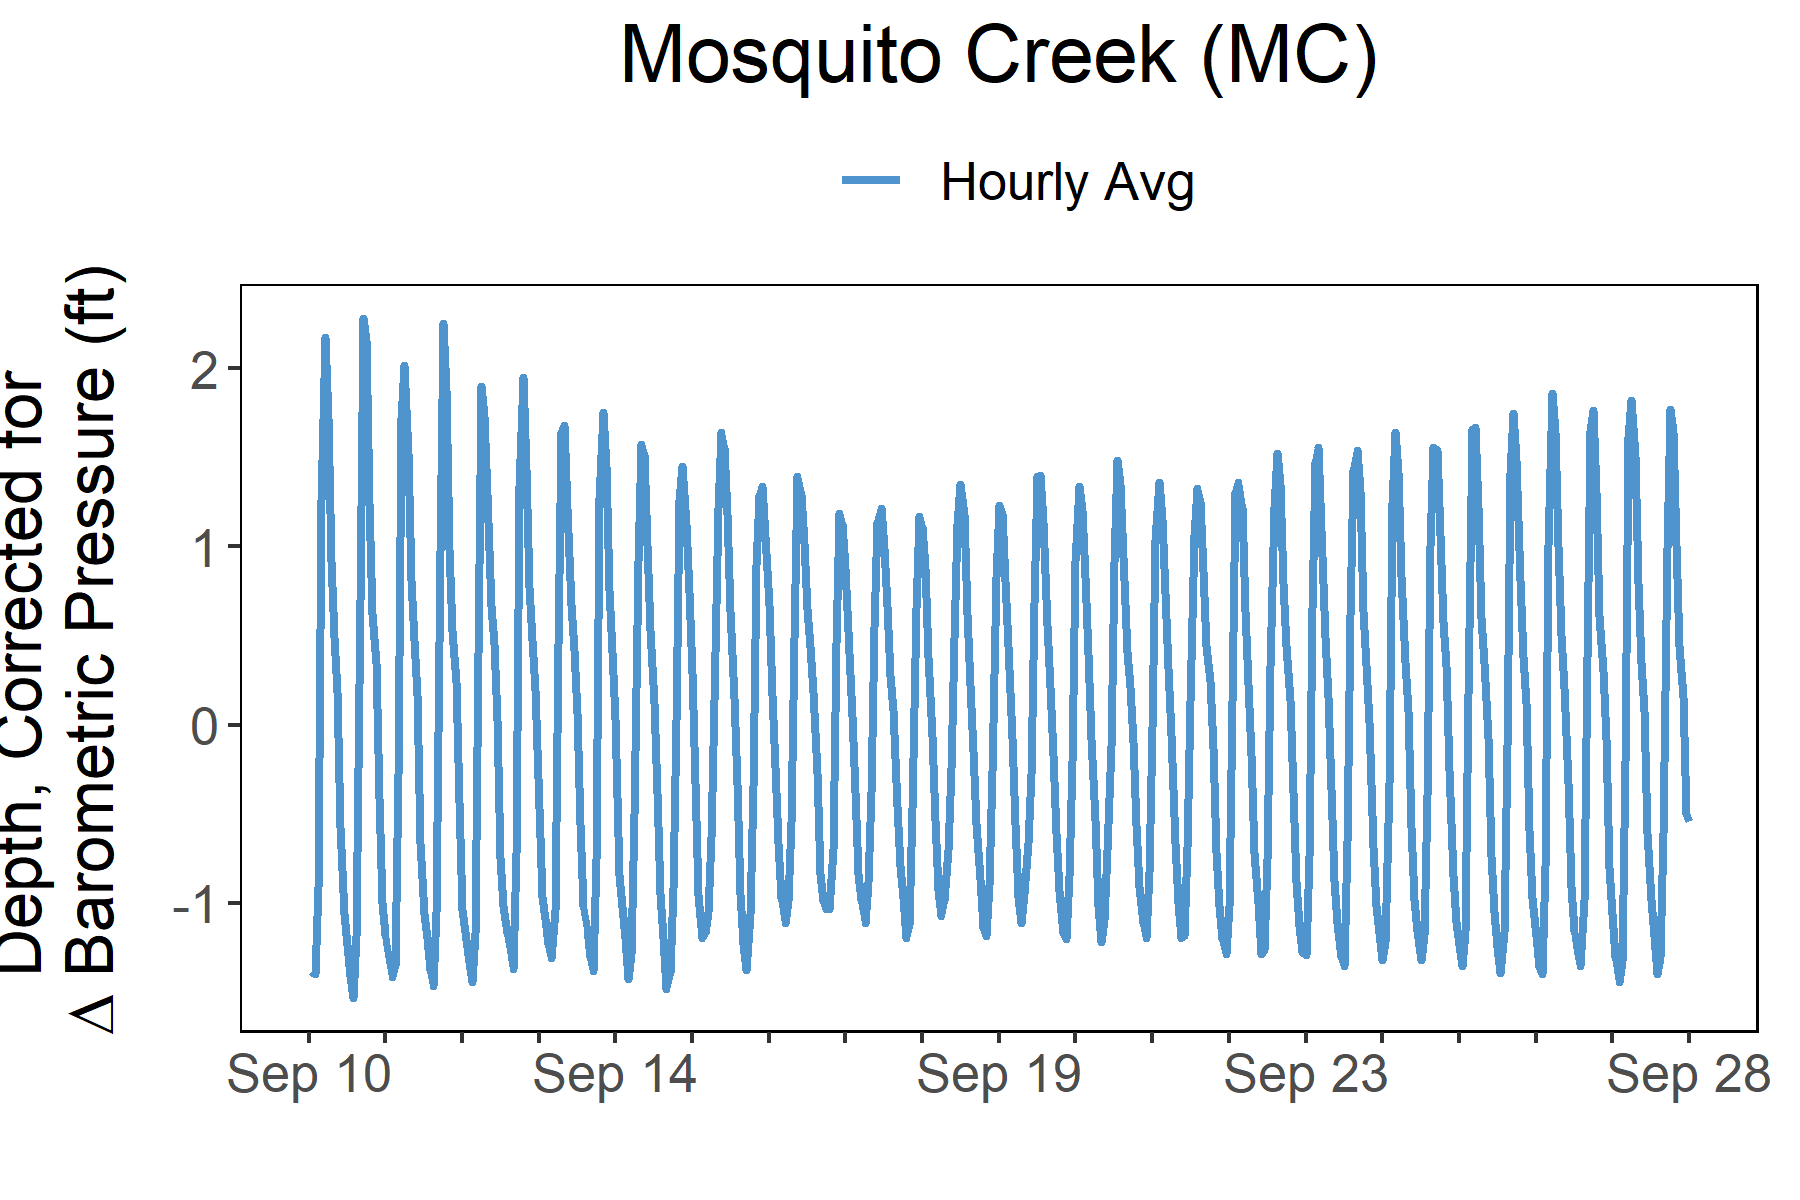 Mosquito Creek (MC)
Hourly Avg
Depth, Corrected for
Δ Barometric Pressure (ft)
2
1
0
-1
Sep 10 Sep 14 Sep 19 Sep 23 Sep 28